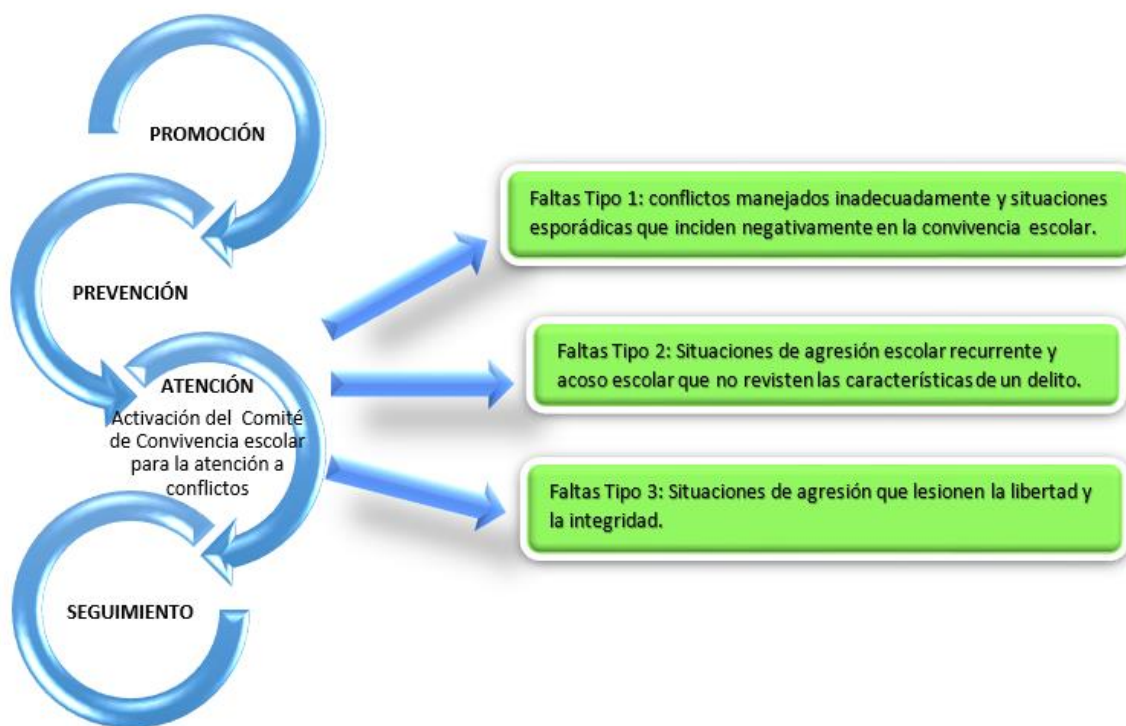 PROMOCIÓN
PREVENCIÓN
ATENCIÓN
Activación del Comité
de Convivencia escolar
para la atención a
conflictos
SEGUIMIENTO
Faltas Tipo 1: conflictos manejados inadecuadamente y situaciones
esporádicas que inciden negativamente en la convivencia escolar.
Faltas Tipo 2: Situaciones de agresión escolar recurrente y
acoso escolar que no revisten las características de un delito.
Faltas Tipo 3: Situaciones de agresión que lesionen la libertad y
la integridad.